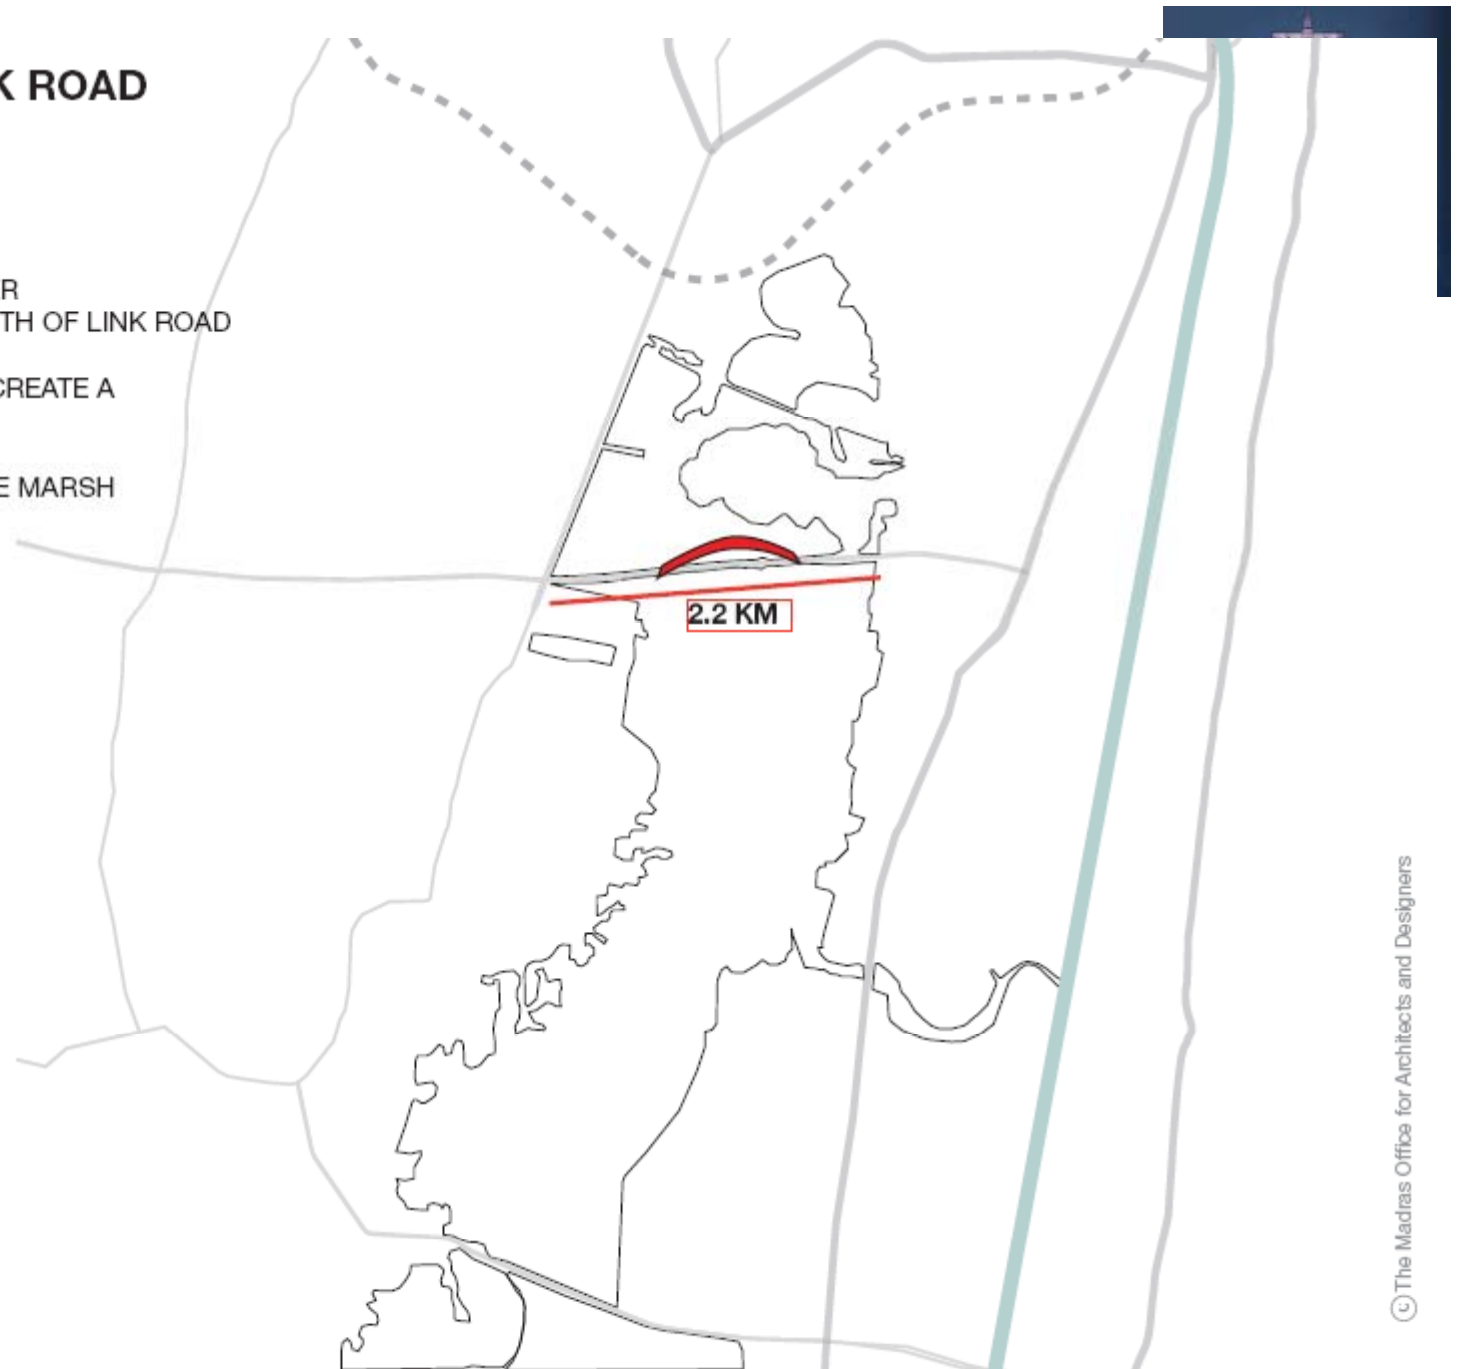 K ROAD
R
TH OF LINK ROAD
CREATE A
E MARSH
2.2 KM
©The Madras Office for Architects and Designers